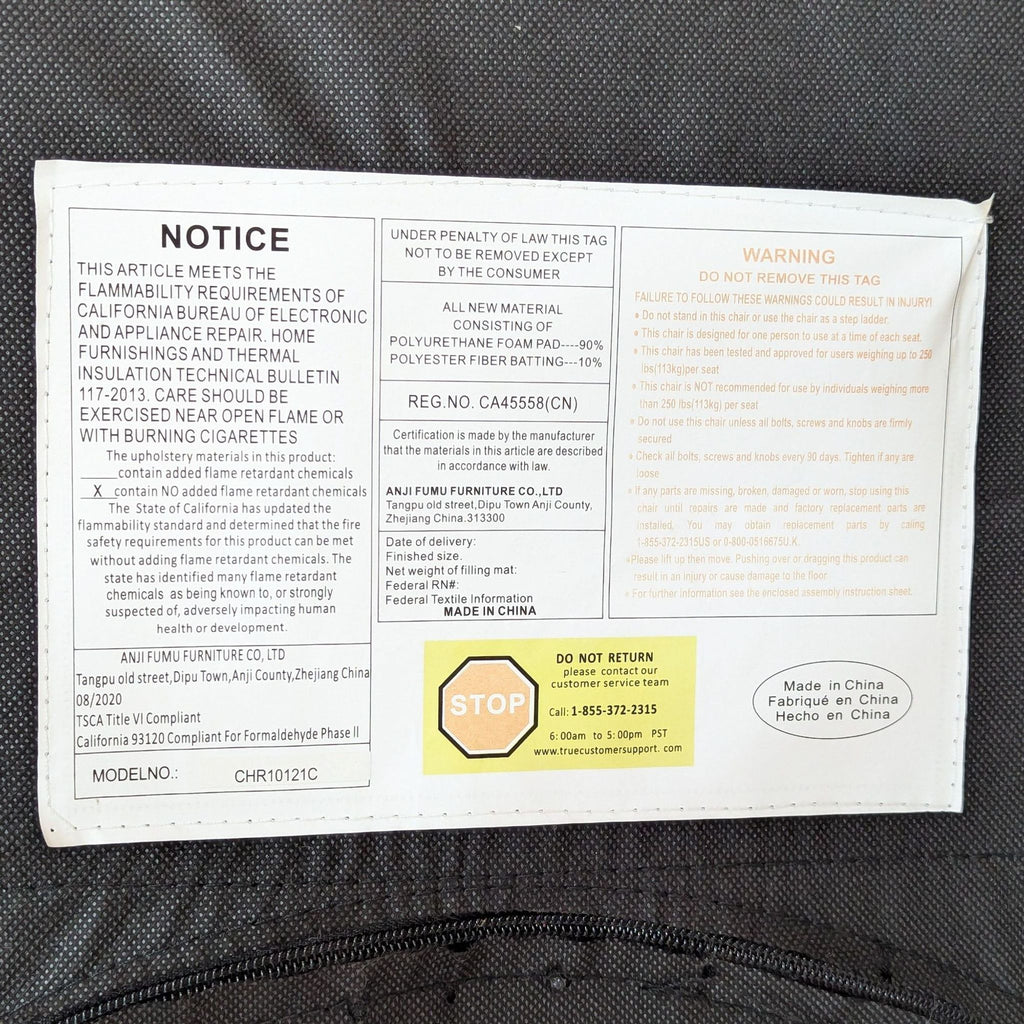 NOTICE
THIS ARTICLE MEETS THE
FLAMMABILITY REQUIREMENTS OF
CALIFORNIA BUREAU OF ELECTRONIC
AND APPLIANCE REPAIR. HOME
FURNISHINGS AND THERMAL
INSULATION TECHNICAL BULLETIN
117-2013. CARE SHOULD BE
EXERCISED NEAR OPEN FLAME OR
WITH BURNING CIGARETTES
The upholstery materials in this product:
____contain added flame retardant chemicals
X contain NO added flame retardant chemicals
The State of California has updated the
flammability standard and determined that the fire
safety requirements for this product can be met
without adding flame retardant chemicals. The
state has identified many flame retardant
chemicals as being known to, or strongly
suspected of, adversely impacting human
health or development.
ANJI FUMU FURNITURE CO, LTD
Tangpu old street,Dipu Town,Anji County,Zhejiang China
08/2020
TSCA Title VI Compliant
California 93120 Compliant For Formaldehyde Phase II
MODELNO.: CHR10121C
UNDER PENALTY OF LAW THIS TAG
NOT TO BE REMOVED EXCEPT
BY THE CONSUMER
ALL NEW MATERIAL
CONSISTING OF
POLYURETHANE FOAM PAD----90%
POLYESTER FIBER BATTING---10%
REG.NO. CA45558(CN)
Certification is made by the manufacturer
that the materials in this article are described
in accordance with law.
ANJI FUMU FURNITURE CO.,LTD
Tangpu old street,Dipu Town Anji County,
Zhejiang China.313300
Date of delivery:
Finished size.
Net weight of filling mat:
Federal RN#:
Federal Textile Information
MADE IN CHINA
WARNING
DO NOT REMOVE THIS TAG
FAILURE TO FOLLOW THESE WARNINGS COULD RESULT IN INJURY!
• Do not stand in this chair or use the chair as a step ladder.
• This chair is designed for one person to use at a time of each seat.
• This chair has been tested and approved for users weighing up to 250
lbs(113kg)per seat
• This chair is NOT recommended for use by individuals weighing more
than 250 lbs(113kg) per seat
• Do not use this chair unless all bolts, screws and knobs are firmly
secured
• Check all bolts, screws and knobs every 90 days. Tighten if any are
loose
• If any parts are missing, broken, damaged or worn, stop using this
chair until repairs are made and factory replacement parts are
installed. You may obtain replacement parts by caling
1-855-372-2315US or 0-800-0516675U.K.
•Please lift up then move. Pushing over or dragging this product can
result in an injury or cause damage to the floor
• For further information see the enclosed assembly instruction sheet.
STOP
DO NOT RETURN
please contact our
customer service team
Call: 1-855-372-2315
6:00am to 5:00pm PST
www.truecustomersupport. com
Made in China
Fabriqué en China
Hecho en China